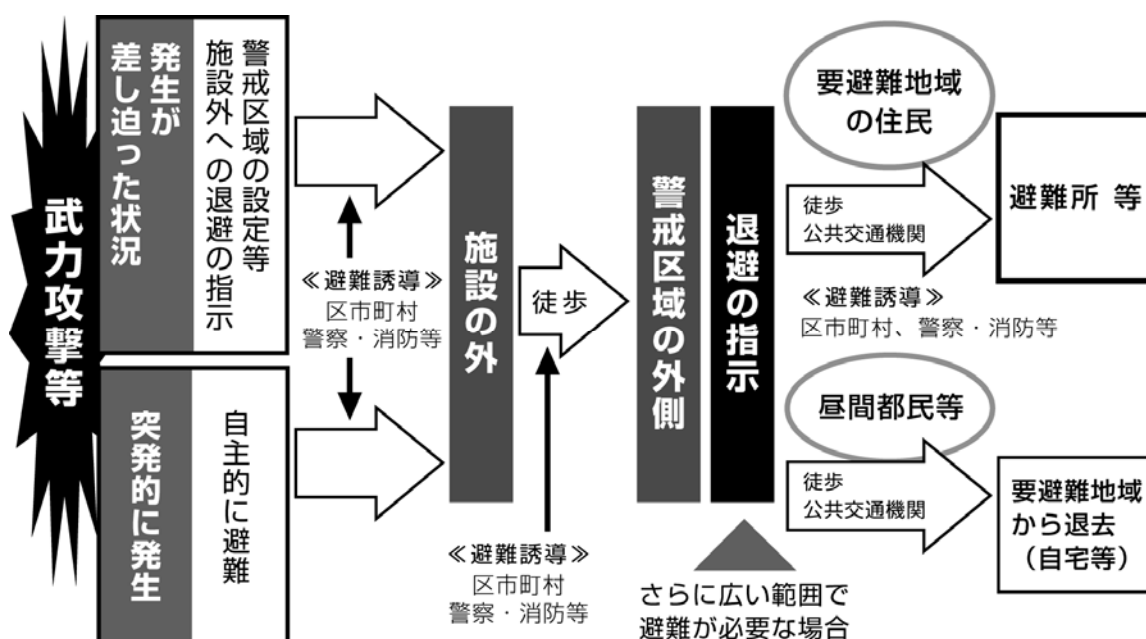 武力攻撃等
発生が
差し迫った状況
警戒区域の設定等
施設外への退避の指示
突発的に発生
自主的に避難
≪避難誘導≫
区市町村
警察・消防等
施設の外
徒歩
≪避難誘導≫
区市町村
警察・消防等
警戒区域の外側
退避の指示
さらに広い範囲で
避難が必要な場合
要避難地域
の住民
徒歩
公共交通機関
≪避難誘導≫
区市町村、警察・消防等
避難所 等
昼間都民等
徒歩
公共交通機関
要避難地域
から退去
（自宅等）